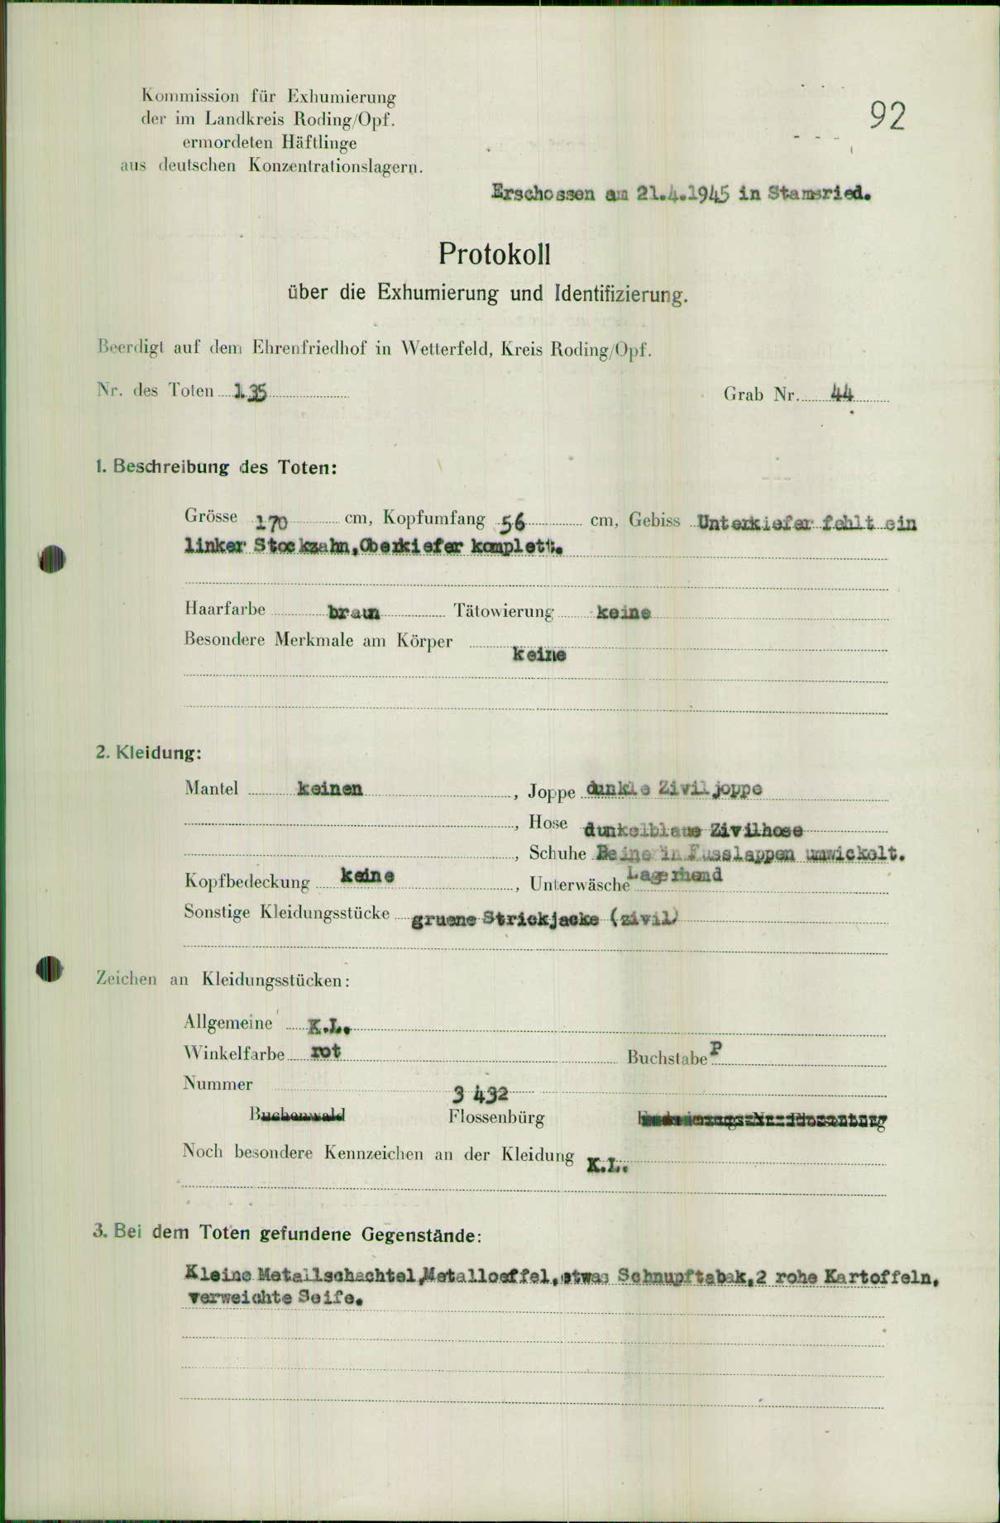 92
Kommission für Exhumierung
der im Landkreis Roding/Opf.
ermordeten Häftlinge
aus deutschen Konzentrationslagern.
Erschossen am 21.4.1945 in Stamsried.
Protokoll
über die Exhumierung und Identifizierung.
Beerdigt auf dem Ehrenfriedhof in Wetterfeld, Kreis Roding/Opf.
Nr. des Toten 135 Grab Nr. 44
1. Beschreibung des Toten:
Grösse 170 cm, Kopfumfang 56 cm, Gebiss Unterkiefer fehlt ein
linker Stockzahn,Oberkiefer komplett.
Haarfarbe braun Tätowierung keine
Besondere Merkmale am Körper keine
2. Kleidung:
Mantel keinen , Joppe dunkle Ziviljoppe
, Hose dunkelblaue Zivilhose
, Schuhe Beine in Fusslappen umwickelt.
Kopfbedeckung keine , Unterwäsche Lagerhemd
Sonstige Kleidungsstücke gruene Strickjacke (zivil)
Zeichen an Kleidungsstücken:
Allgemeine K.L.
Winkelfarbe rot Buchstabe P
Nummer 3 432
Buchenwald Flossenbürg
Noch besondere Kennzeichen an der Kleidung K.L.
3. Bei dem Toten gefundene Gegenstände:
Kleine Metallschachtel,Metalloeffel,etwas Schnupftabak,2 rohe Kartoffeln,
verweichte Seife.